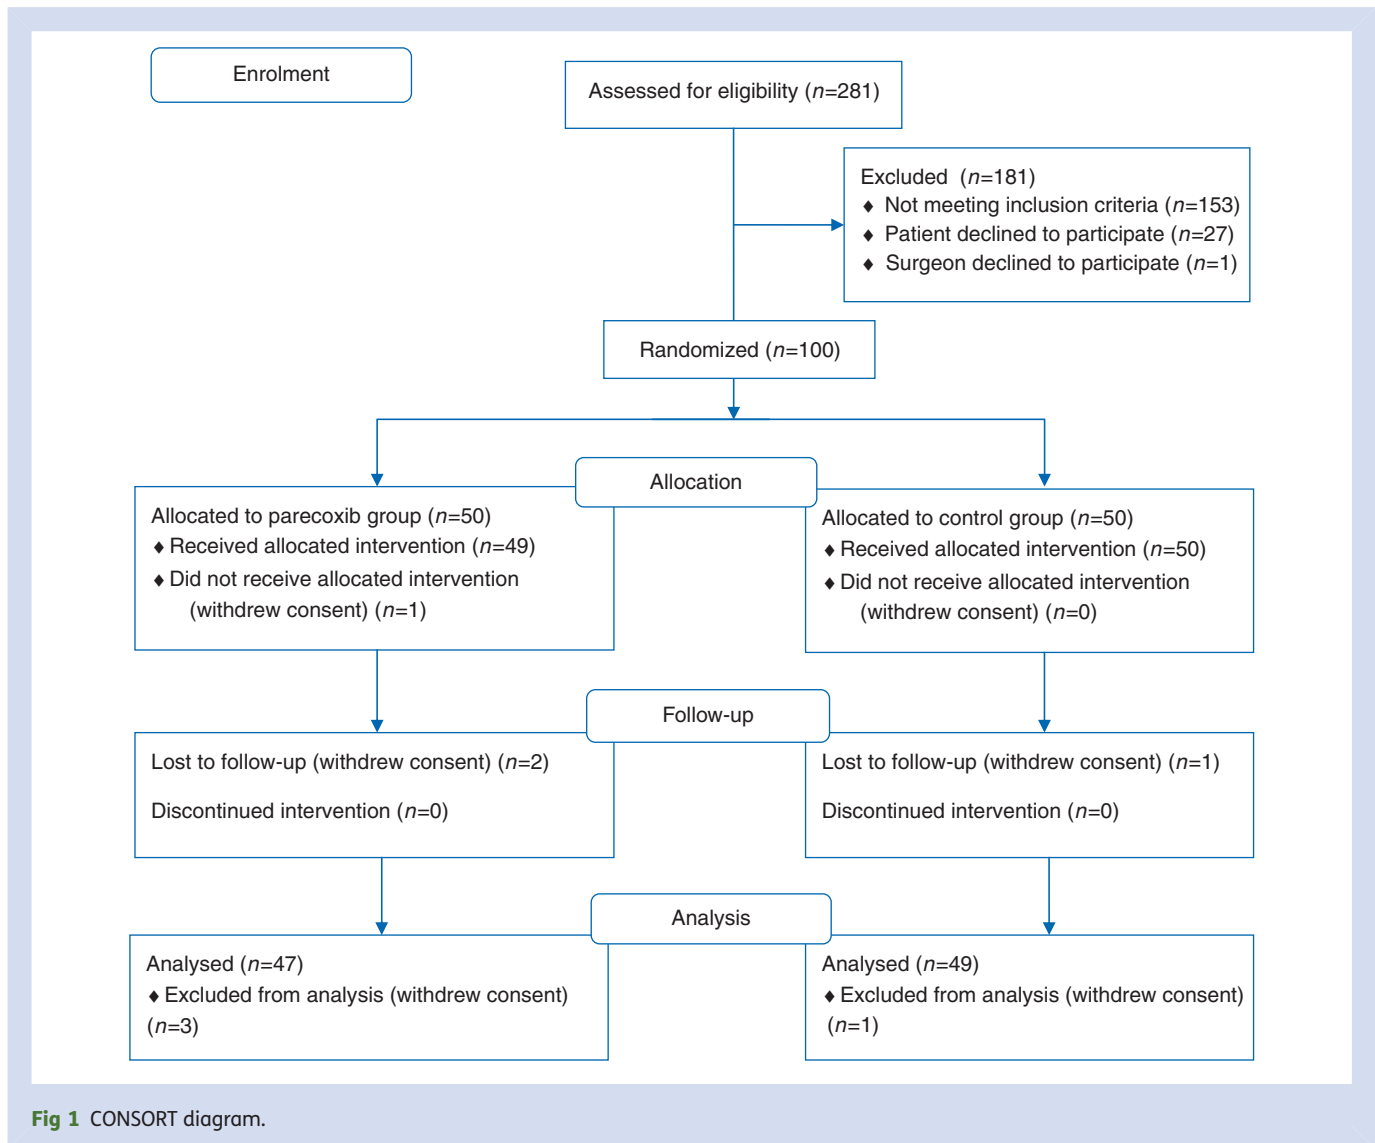 Enrolment
Assessed for eligibility (n=281)
Excluded (n=181)
♦ Not meeting inclusion criteria (n=153)
♦ Patient declined to participate (n=27)
♦ Surgeon declined to participate (n=1)
Randomized (n=100)
Allocation
Allocated to parecoxib group (n=50)
♦ Received allocated intervention (n=49)
♦ Did not receive allocated intervention
(withdrew consent) (n=1)
Allocated to control group (n=50)
♦ Received allocated intervention (n=50)
♦ Did not receive allocated intervention
(withdrew consent) (n=0)
Follow-up
Lost to follow-up (withdrew consent) (n=2)
Discontinued intervention (n=0)
Lost to follow-up (withdrew consent) (n=1)
Discontinued intervention (n=0)
Analysis
Analysed (n=47)
♦ Excluded from analysis (withdrew consent)
(n=3)
Analysed (n=49)
♦ Excluded from analysis (withdrew consent)
(n=1)
Fig 1 CONSORT diagram.